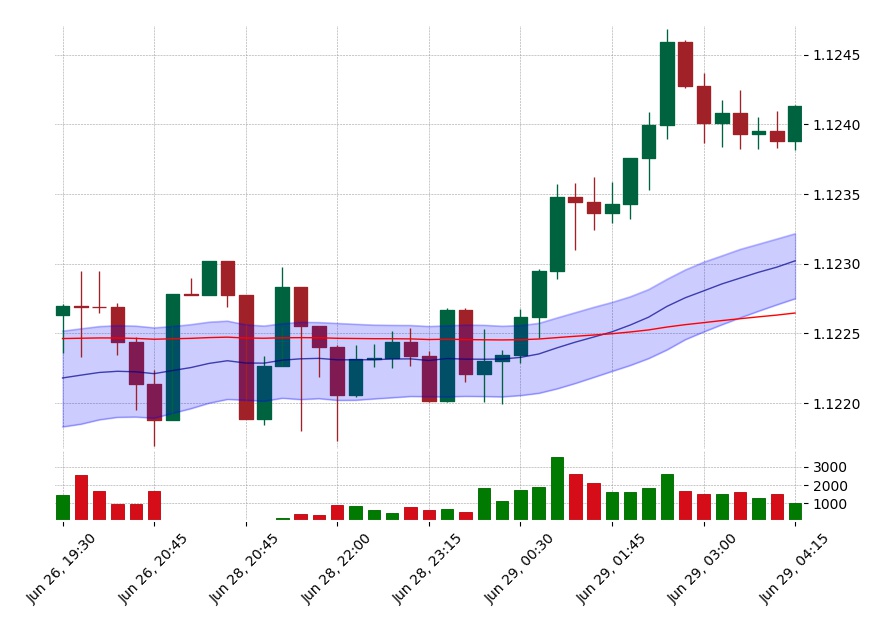 1.1245
1.1240
1.1235
1.1230
1.1225
1.1220
3000
2000
1000
Jun 26, 19:30
Jun 26, 20:45
Jun 28, 20:45
Jun 28, 22:00
Jun 28, 23:15
Jun 29, 00:30
Jun 29, 01:45
Jun 29, 03:00
Jun 29, 04:15